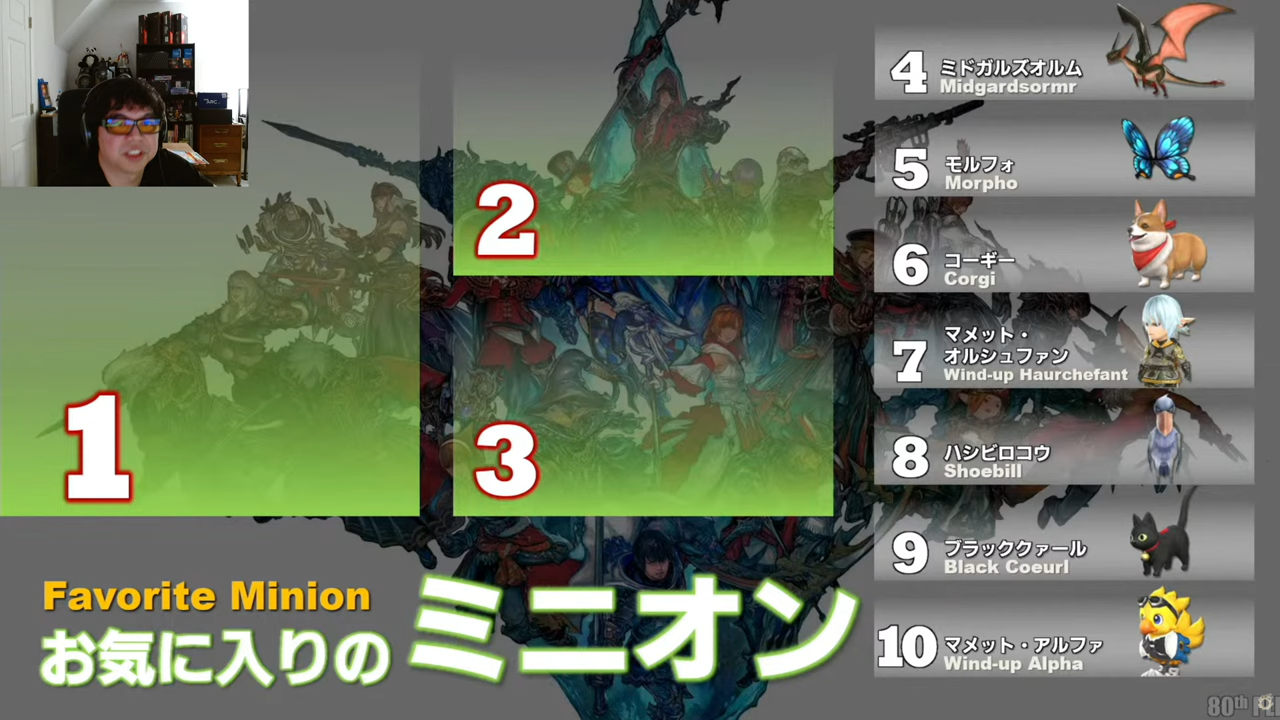 1
2
3
4 ミドガルズオルム
Midgardsormr
5 モルフォ
Morpho
6 コーギー
Corgi
7 マメット・
オルシュファン
Wind-up Haurchefant
8 ハシビロコウ
Shoebill
9 ブラッククァール
Black Coeurl
10 マメット・アルファ
Wind-up Alpha
Favorite Minion
お気に入りのミニオン
80th